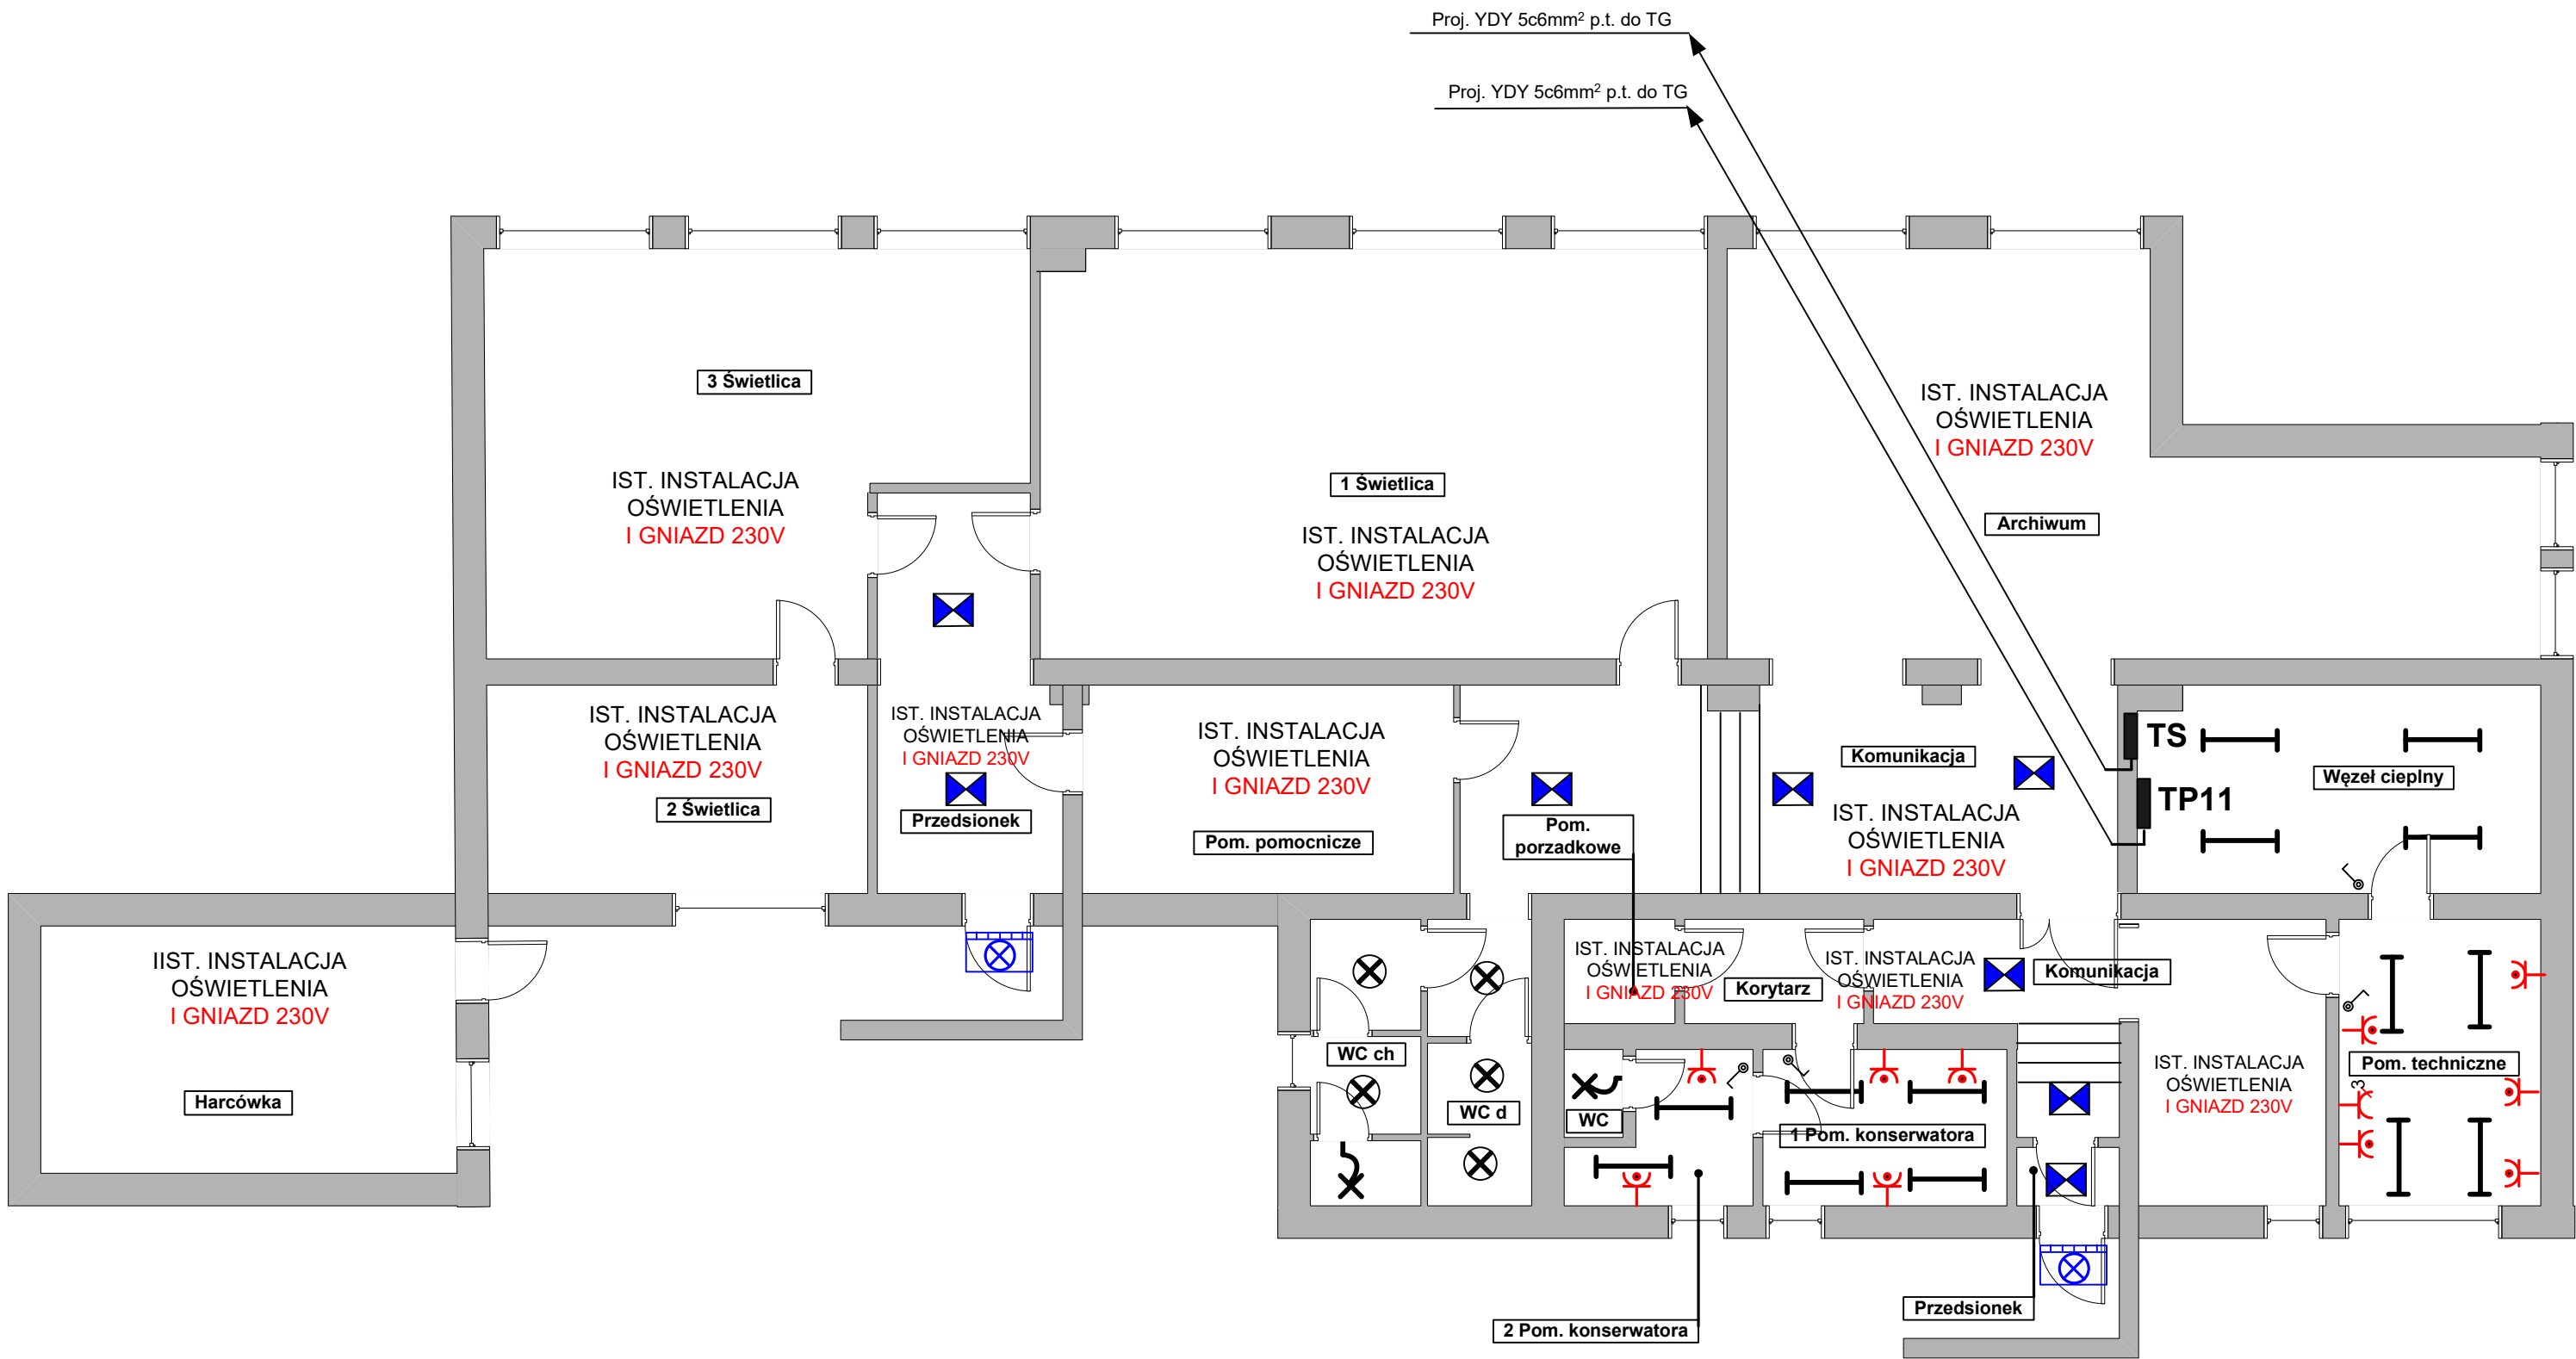 Proj. YDY 5c6mm² p.t. do TG
Proj. YDY 5c6mm² p.t. do TG
3 Świetlica
IST. INSTALACJA
OŚWIETLENIA
I GNIAZD 230V
1 Świetlica
IST. INSTALACJA
OŚWIETLENIA
I GNIAZD 230V
IST. INSTALACJA
OŚWIETLENIA
I GNIAZD 230V
Archiwum
IST. INSTALACJA
OŚWIETLENIA
I GNIAZD 230V
2 Świetlica
IST. INSTALACJA
OŚWIETLENIA
I GNIAZD 230V
Przedsionek
IST. INSTALACJA
OŚWIETLENIA
I GNIAZD 230V
Pom. pomocnicze
Pom.
porzadkowe
Komunikacja
IST. INSTALACJA
OŚWIETLENIA
I GNIAZD 230V
TS
TP11
Węzeł cieplny
IIST. INSTALACJA
OŚWIETLENIA
I GNIAZD 230V
Harcówka
WC ch
WC d
IST. INSTALACJA
OŚWIETLENIA
I GNIAZD 230V
Korytarz
IST. INSTALACJA
OŚWIETLENIA
I GNIAZD 230V
Komunikacja
WC
1 Pom. konserwatora
IST. INSTALACJA
OŚWIETLENIA
I GNIAZD 230V
Pom. techniczne
3x
2 Pom. konserwatora
Przedsionek